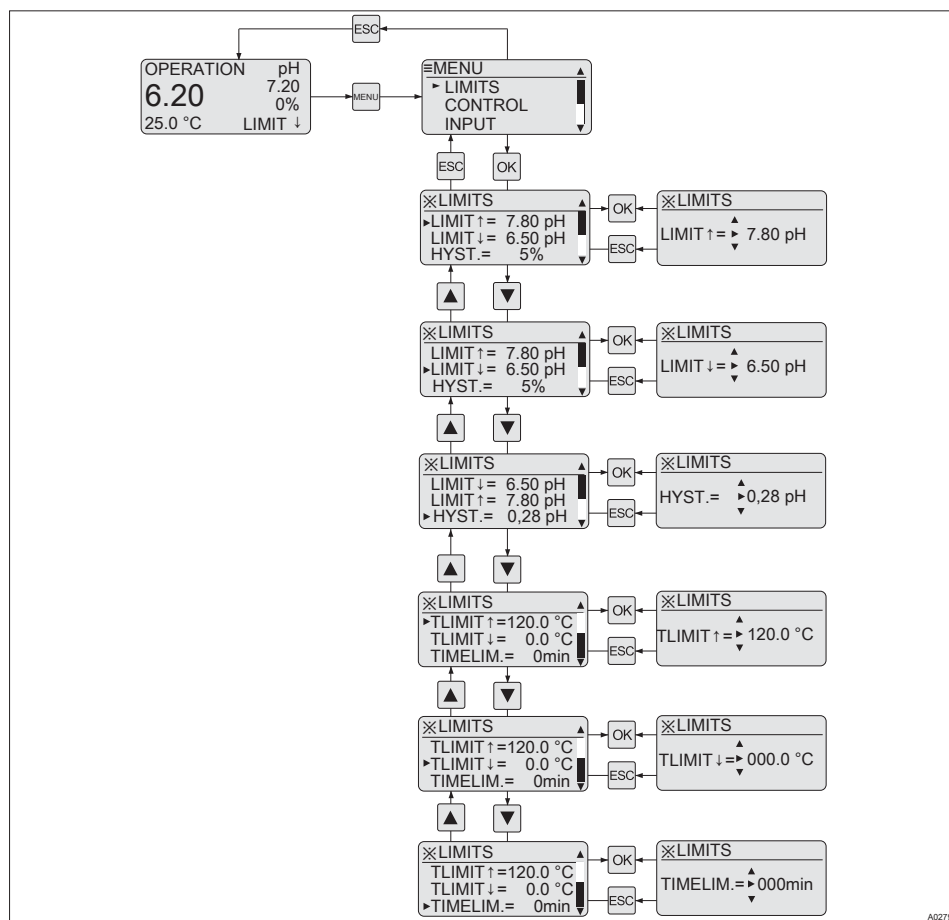 ESC
OPERATION pH
6.20 7.20
0%
25.0 °C LIMIT ↓
MENU
≡MENU ▲
► LIMITS
CONTROL
INPUT ▼
ESC OK
※LIMITS ▲
►LIMIT↑= 7.80 pH
LIMIT↓= 6.50 pH
HYST.= 5% ▼
OK
ESC
※LIMITS
▲
LIMIT↑= ► 7.80 pH
▼
▲ ▼
※LIMITS ▲
LIMIT↑= 7.80 pH
►LIMIT↓= 6.50 pH
HYST.= 5% ▼
OK
ESC
※LIMITS
▲
LIMIT↓= ► 6.50 pH
▼
▲ ▼
※LIMITS ▲
LIMIT↓= 6.50 pH
LIMIT↑= 7.80 pH
►HYST.= 0,28 pH ▼
OK
ESC
※LIMITS
▲
HYST.= ►0,28 pH
▼
▲ ▼
※LIMITS ▲
►TLIMIT↑=120.0 °C
TLIMIT↓= 0.0 °C
TIMELIM.= 0min ▼
OK
ESC
※LIMITS
▲
TLIMIT↑= ► 120.0 °C
▼
▲ ▼
※LIMITS ▲
TLIMIT↑=120.0 °C
►TLIMIT↓= 0.0 °C
TIMELIM.= 0min ▼
OK
ESC
※LIMITS
▲
TLIMIT↓=► 000.0 °C
▼
▲ ▼
※LIMITS ▲
TLIMIT↑=120.0 °C
TLIMIT↓= 0.0 °C
►TIMELIM.= 0min ▼
OK
ESC
※LIMITS
▲
TIMELIM.=►000min
▼